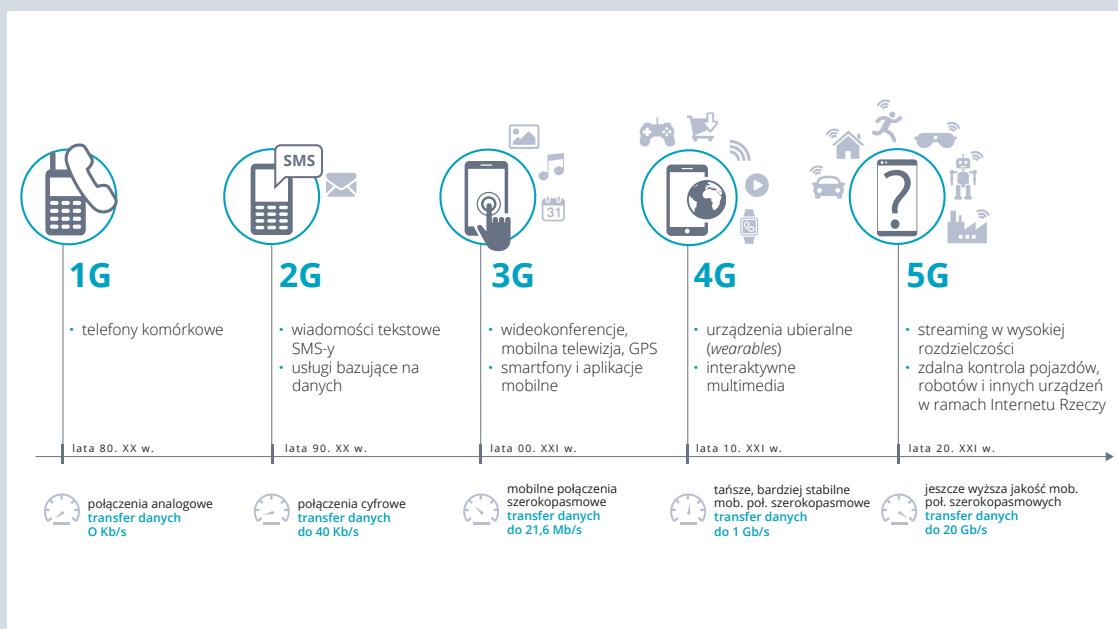 SMS
31
?
1G
2G
3G
4G
5G
• telefony komórkowe
• wiadomości tekstowe
SMS-y
• usługi bazujące na
danych
• wideokonferencje,
mobilna telewizja, GPS
• smartfony i aplikacje
mobilne
• urządzenia ubieralne
(wearables)
• interaktywne
multimedia
• streaming w wysokiej
rozdzielczości
• zdalna kontrola pojazdów,
robotów i innych urządzeń
w ramach Internetu Rzeczy
lata 80. XX w.
lata 90. XX w.
lata 00. XXI w.
lata 10. XXI w.
lata 20. XXI w.
połączenia analogowe
transfer danych
O Kb/s
połączenia cyfrowe
transfer danych
do 40 Kb/s
mobilne połączenia
szerokopasmowe
transfer danych
do 21,6 Mb/s
tańsze, bardziej stabilne
mob. poł. szerokopasmowe
transfer danych
do 1 Gb/s
jeszcze wyższa jakość mob.
poł. szerokopasmowych
transfer danych
do 20 Gb/s